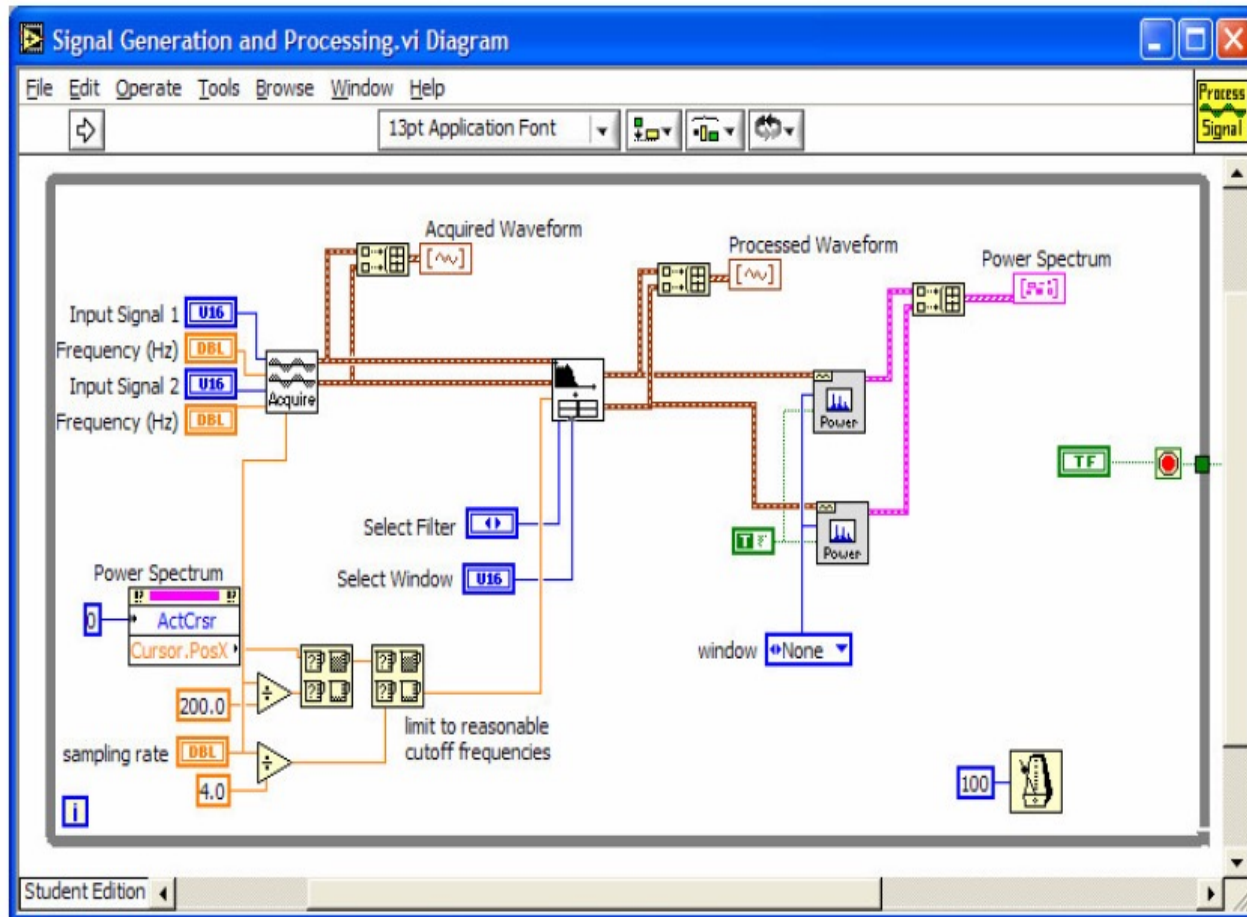 Signal Generation and Processing.vi Diagram
File Edit Operate Tools Browse Window Help
13pt Application Font
Process
Signal
Acquired Waveform
Processed Waveform
Power Spectrum
Input Signal 1 U16
Frequency (Hz) DBL
Input Signal 2 U16
Frequency (Hz) DBL
Acquire
Power
TF
Select Filter
Select Window U16
T
Power
Power Spectrum
0 ActCrsr
Cursor.PosX
window None
200.0
limit to reasonable
cutoff frequencies
sampling rate DBL
4.0
100
i
Student Edition